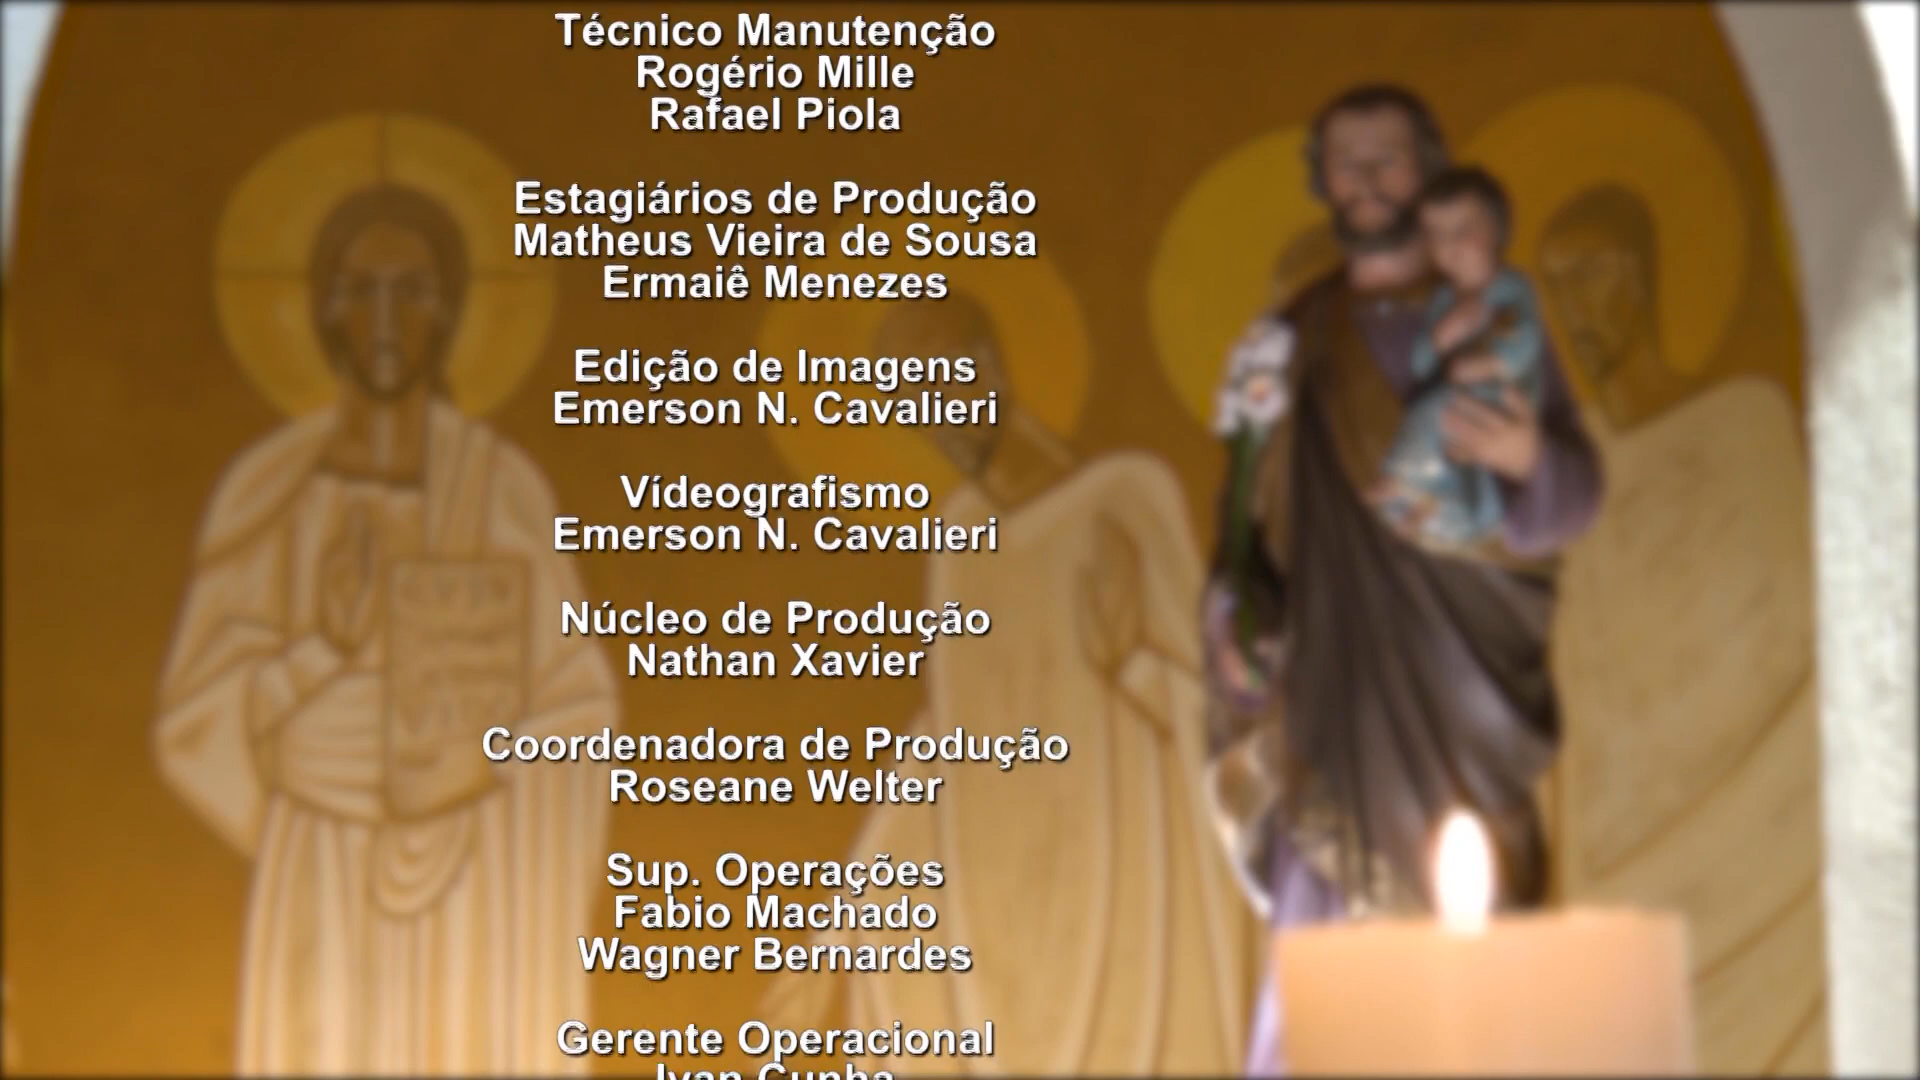 Técnico Manutenção
Rogério Mille
Rafael Piola
Estagiários de Produção
Matheus Vieira de Sousa
Ermaiê Menezes
Edição de Imagens
Emerson N. Cavalieri
Vídeografismo
Emerson N. Cavalieri
Núcleo de Produção
Nathan Xavier
Coordenadora de Produção
Roseane Welter
Sup. Operações
Fabio Machado
Wagner Bernardes
Gerente Operacional
Ivan Cunha